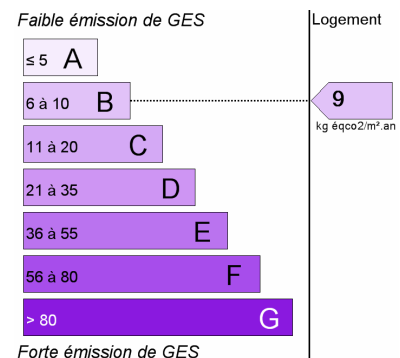 Faible émission de GES
Logement
≤ 5 A
6 à 10 B
9
kg éqco2/m².an
11 à 20 C
21 à 35 D
36 à 55 E
56 à 80 F
> 80 G
Forte émission de GES